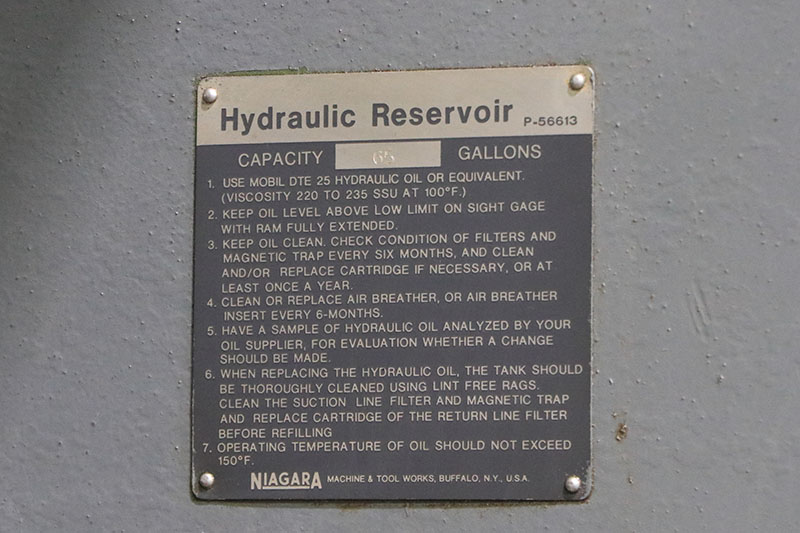 Hydraulic Reservoir P-56613
CAPACITY 65 GALLONS
1. USE MOBIL DTE 25 HYDRAULIC OIL OR EQUIVALENT.
(VISCOSITY 220 TO 235 SSU AT 100°F.)
2. KEEP OIL LEVEL ABOVE LOW LIMIT ON SIGHT GAGE
WITH RAM FULLY EXTENDED.
3. KEEP OIL CLEAN. CHECK CONDITION OF FILTERS AND
MAGNETIC TRAP EVERY SIX MONTHS, AND CLEAN
AND/OR REPLACE CARTRIDGE IF NECESSARY, OR AT
LEAST ONCE A YEAR.
4. CLEAN OR REPLACE AIR BREATHER, OR AIR BREATHER
INSERT EVERY 6-MONTHS.
5. HAVE A SAMPLE OF HYDRAULIC OIL ANALYZED BY YOUR
OIL SUPPLIER, FOR EVALUATION WHETHER A CHANGE
SHOULD BE MADE.
6. WHEN REPLACING THE HYDRAULIC OIL, THE TANK SHOULD
BE THOROUGHLY CLEANED USING LINT FREE RAGS.
CLEAN THE SUCTION LINE FILTER AND MAGNETIC TRAP
AND REPLACE CARTRIDGE OF THE RETURN LINE FILTER
BEFORE REFILLING
7. OPERATING TEMPERATURE OF OIL SHOULD NOT EXCEED
150°F.
NIAGARA MACHINE & TOOL WORKS, BUFFALO, N.Y., U.S.A.